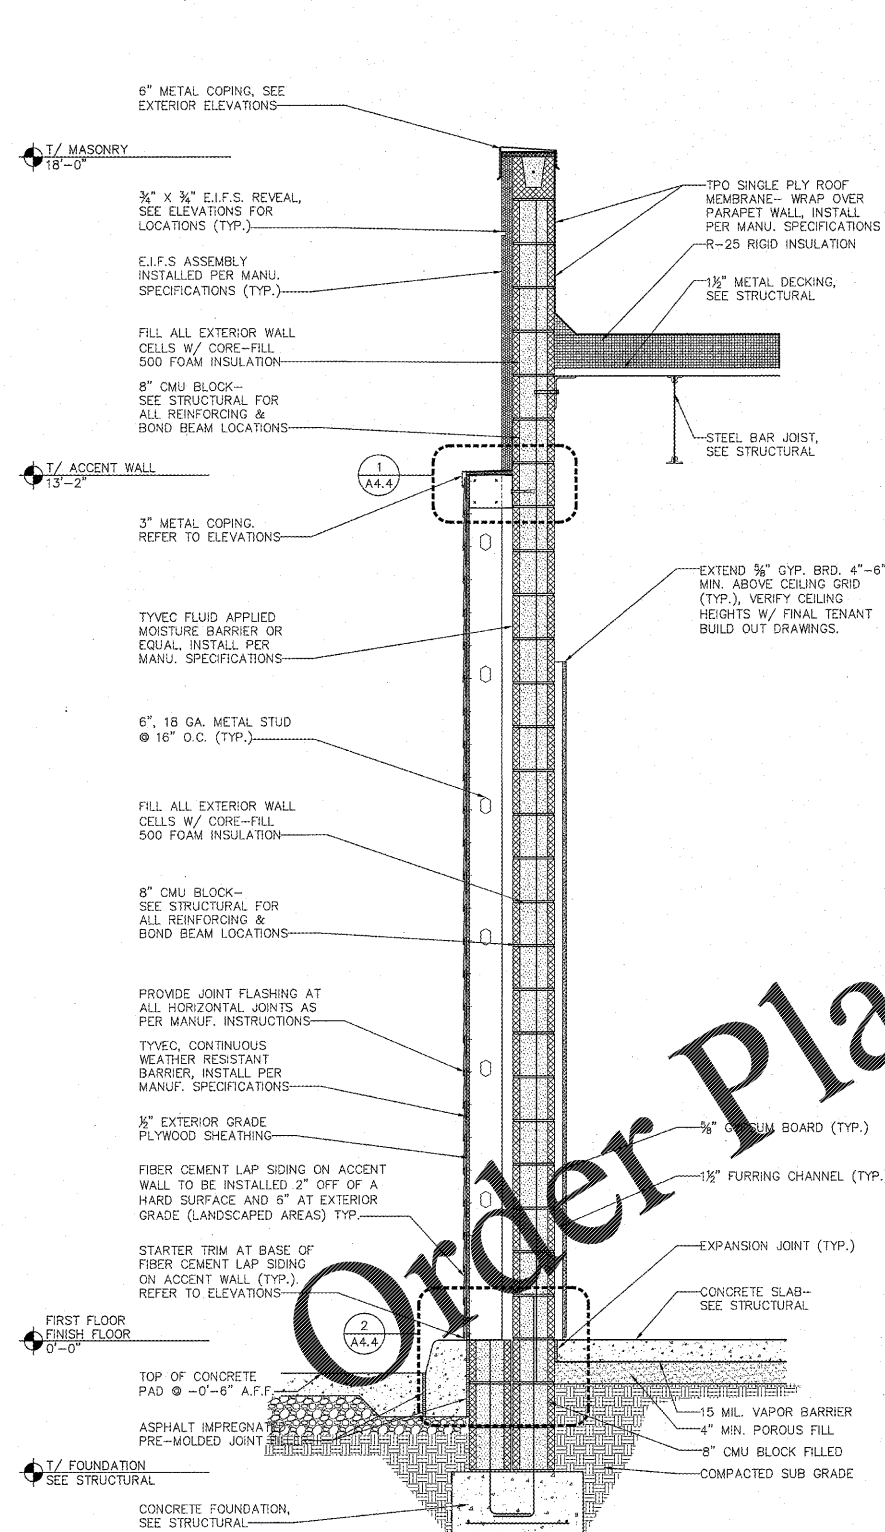 6" METAL COPING, SEE
EXTERIOR ELEVATIONS
T/ MASONRY
18'-0"
¾" X ¾" E.I.F.S. REVEAL,
SEE ELEVATIONS FOR
LOCATIONS (TYP.)
E.I.F.S ASSEMBLY
INSTALLED PER MANU.
SPECIFICATIONS (TYP.)
FILL ALL EXTERIOR WALL
CELLS W/ CORE-FILL
500 FOAM INSULATION
8" CMU BLOCK-
SEE STRUCTURAL FOR
ALL REINFORCING &
BOND BEAM LOCATIONS
T/ ACCENT WALL
13'-2"
1
A4.4
3" METAL COPING.
REFER TO ELEVATIONS
TYVEC FLUID APPLIED
MOISTURE BARRIER OR
EQUAL, INSTALL PER
MANU. SPECIFICATIONS
6", 18 GA. METAL STUD
@ 16" O.C. (TYP.)
FILL ALL EXTERIOR WALL
CELLS W/ CORE-FILL
500 FOAM INSULATION
8" CMU BLOCK-
SEE STRUCTURAL FOR
ALL REINFORCING &
BOND BEAM LOCATIONS
PROVIDE JOINT FLASHING AT
ALL HORIZONTAL JOINTS AS
PER MANUF. INSTRUCTIONS
TYVEC, CONTINUOUS
WEATHER RESISTANT
BARRIER, INSTALL PER
MANUF. SPECIFICATIONS
½" EXTERIOR GRADE
PLYWOOD SHEATHING
FIBER CEMENT LAP SIDING ON ACCENT
WALL TO BE INSTALLED 2" OFF OF A
HARD SURFACE AND 6" AT EXTERIOR
GRADE (LANDSCAPED AREAS) TYP.
STARTER TRIM AT BASE OF
FIBER CEMENT LAP SIDING
ON ACCENT WALL (TYP.).
REFER TO ELEVATIONS
FIRST FLOOR
FINISH FLOOR
0'-0"
2
A4.4
TOP OF CONCRETE
PAD @ -0'-6" A.F.F.
ASPHALT IMPREGNATED
PRE-MOLDED JOINT
T/ FOUNDATION
SEE STRUCTURAL
CONCRETE FOUNDATION,
SEE STRUCTURAL
TPO SINGLE PLY ROOF
MEMBRANE- WRAP OVER
PARAPET WALL, INSTALL
PER MANU. SPECIFICATIONS
R-25 RIGID INSULATION
1½" METAL DECKING,
SEE STRUCTURAL
STEEL BAR JOIST,
SEE STRUCTURAL
EXTEND ⅝" GYP. BRD. 4"-6"
MIN. ABOVE CEILING GRID
(TYP.), VERIFY CEILING
HEIGHTS W/ FINAL TENANT
BUILD OUT DRAWINGS.
⅝" GYPSUM BOARD (TYP.)
1½" FURRING CHANNEL (TYP.
EXPANSION JOINT (TYP.)
CONCRETE SLAB-
SEE STRUCTURAL
15 MIL. VAPOR BARRIER
4" MIN. POROUS FILL
8" CMU BLOCK FILLED
COMPACTED SUB GRADE
Order Pla